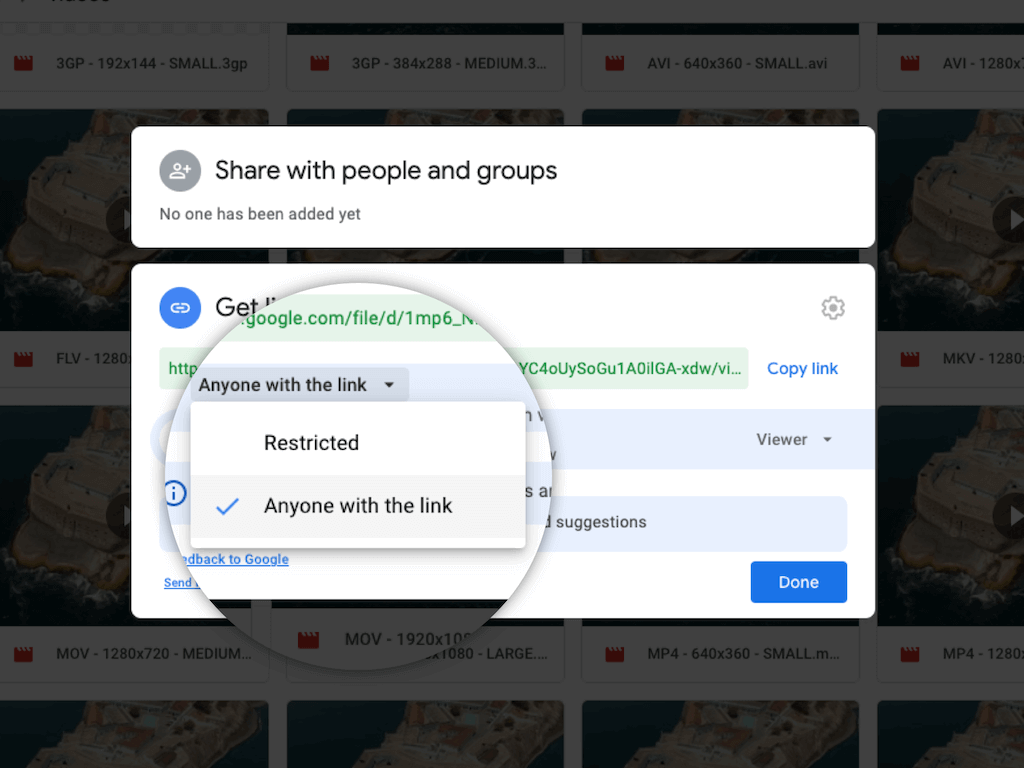 3GP - 192x144 - SMALL.3gp
3GP - 384x288 - MEDIUM.3...
AVI - 640x360 - SMALL.avi
AVI - 1280x7
Share with people and groups
No one has been added yet
Get li
.google.com/file/d/1mp6_N
http
YC4oUySoGu1A0ilGA-xdw/vi...
Copy link
FLV - 1280
MKV - 1280
Anyone with the link
Restricted
Anyone with the link
Viewer
suggestions
edback to Google
Send
Done
MOV - 1280x720 - MEDIUM...
MOV - 1920x108
x1080 - LARGE....
MP4 - 640x360 - SMALL.m...
MP4 - 1280